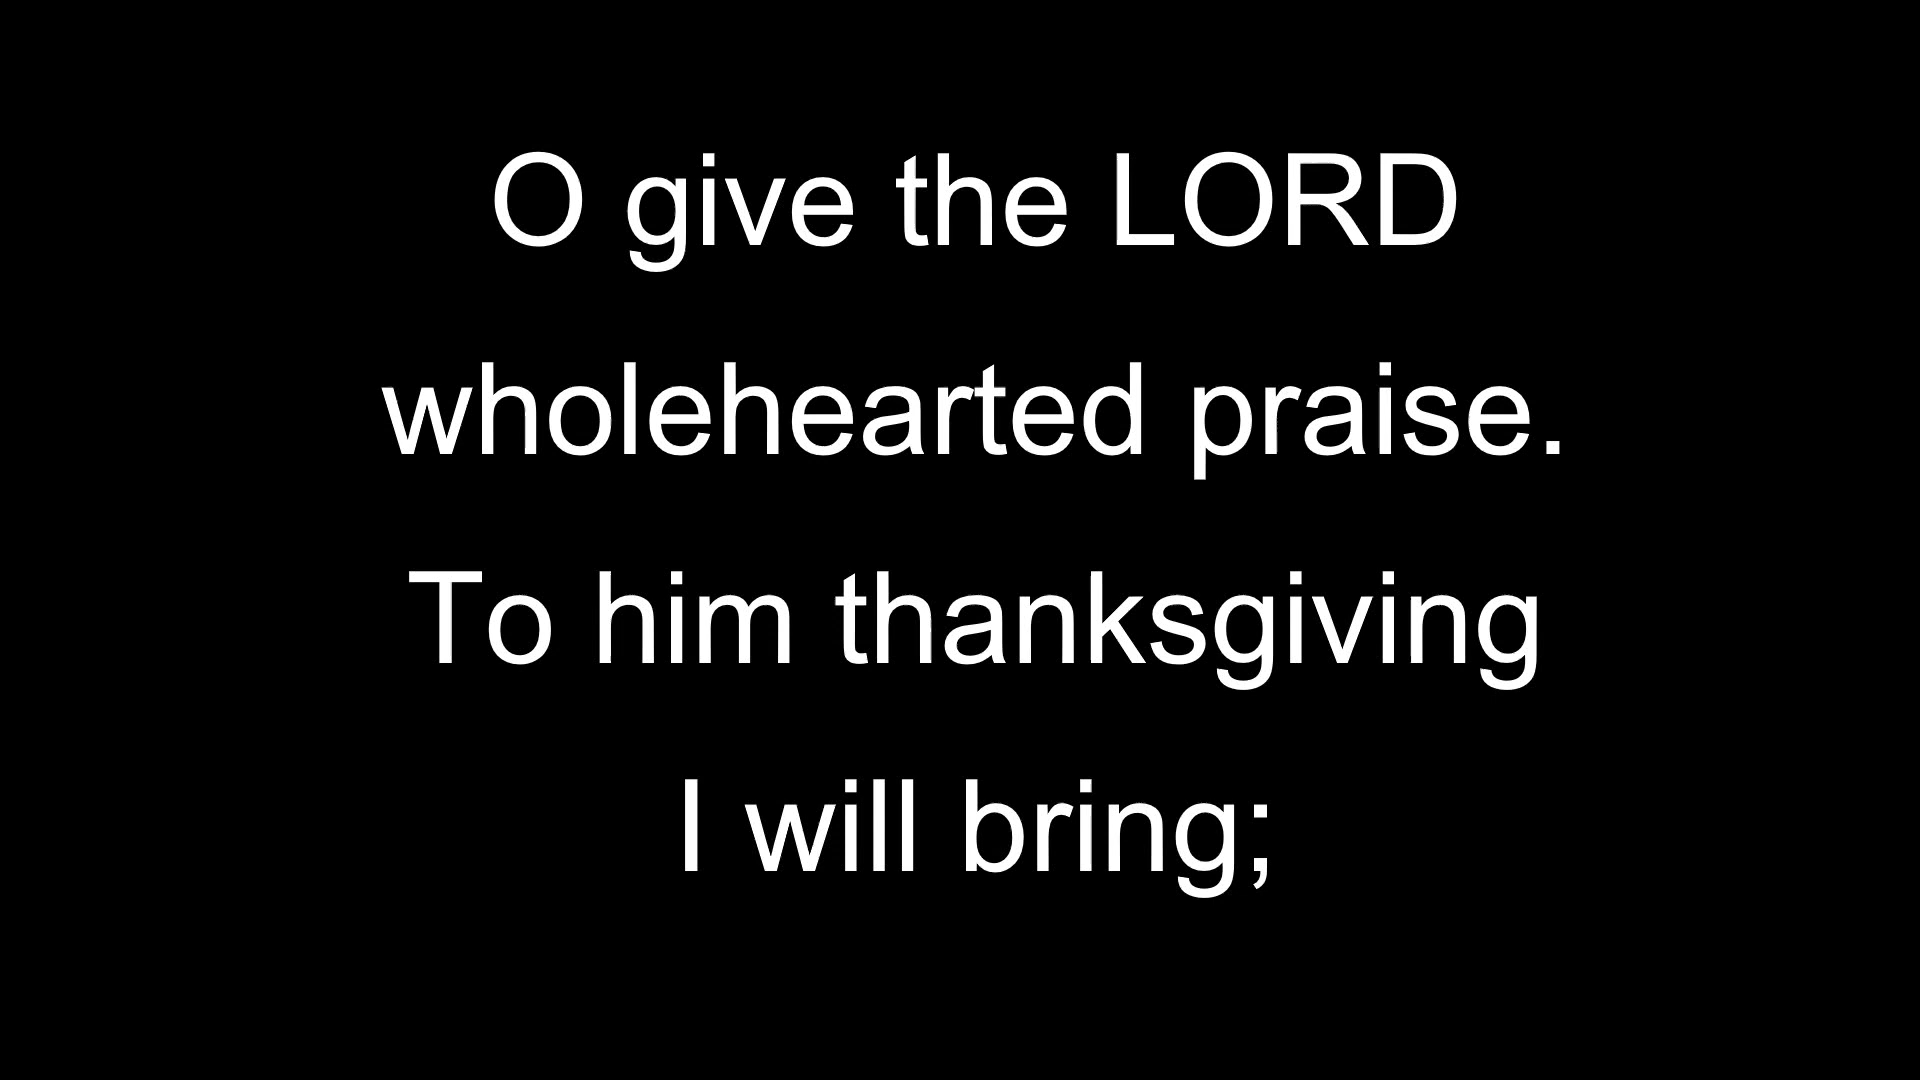 O give the LORD
wholehearted praise.
To him thanksgiving
I will bring;